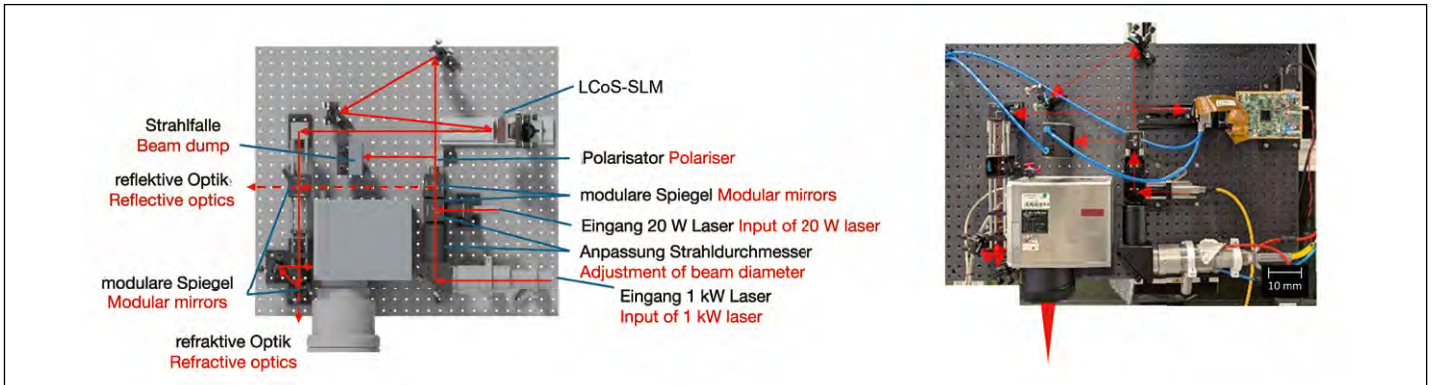 LCoS-SLM
Strahlfalle
Beam dump
Polarisator Polariser
reflektive Optik
Reflective optics
modulare Spiegel Modular mirrors
Eingang 20 W Laser Input of 20 W laser
Anpassung Strahldurchmesser
Adjustment of beam diameter
modulare Spiegel
Modular mirrors
Eingang 1 kW Laser
Input of 1 kW laser
refraktive Optik
Refractive optics
10 mm